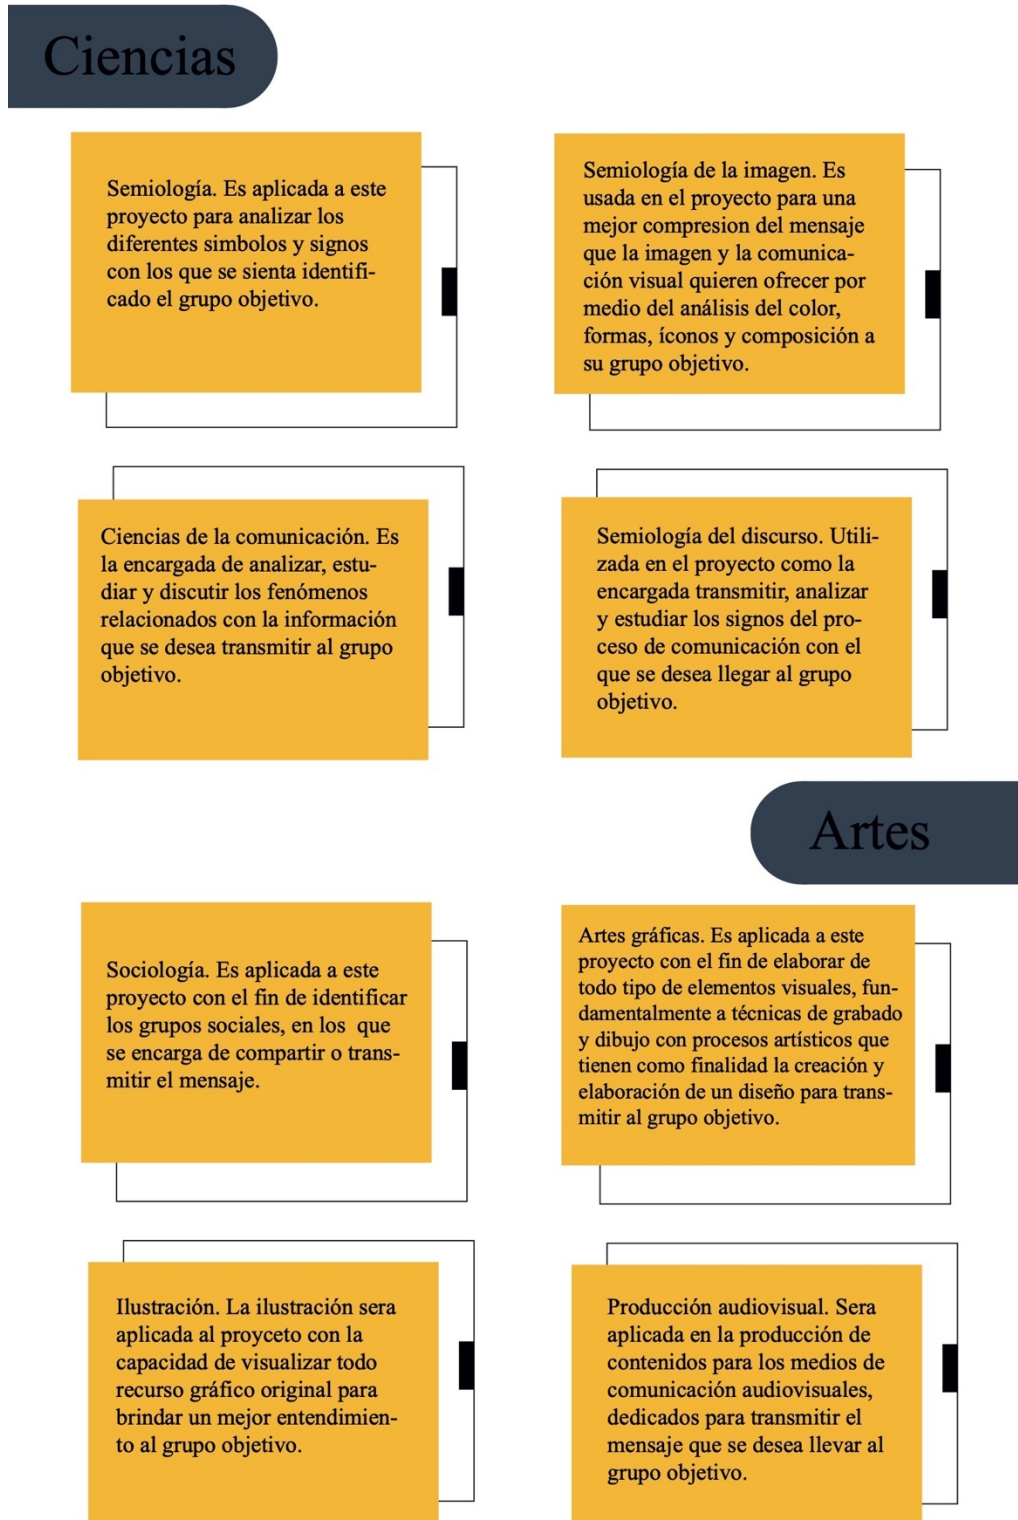 Ciencias
Semiología. Es aplicada a este
proyecto para analizar los
diferentes simbolos y signos
con los que se sienta identifi-
cado el grupo objetivo.
Semiología de la imagen. Es
usada en el proyecto para una
mejor compresion del mensaje
que la imagen y la comunica-
ción visual quieren ofrecer por
medio del análisis del color,
formas, íconos y composición a
su grupo objetivo.
Ciencias de la comunicación. Es
la encargada de analizar, estu-
diar y discutir los fenómenos
relacionados con la información
que se desea transmitir al grupo
objetivo.
Semiología del discurso. Utili-
zada en el proyecto como la
encargada transmitir, analizar
y estudiar los signos del pro-
ceso de comunicación con el
que se desea llegar al grupo
objetivo.
Artes
Sociología. Es aplicada a este
proyecto con el fin de identificar
los grupos sociales, en los  que
se encarga de compartir o trans-
mitir el mensaje.
Artes gráficas. Es aplicada a este
proyecto con el fin de elaborar de
todo tipo de elementos visuales, fun-
damentalmente a técnicas de grabado
y dibujo con procesos artísticos que
tienen como finalidad la creación y
elaboración de un diseño para trans-
mitir al grupo objetivo.
Ilustración. La ilustración sera
aplicada al proyceto con la
capacidad de visualizar todo
recurso gráfico original para
brindar un mejor entendimien-
to al grupo objetivo.
Producción audiovisual. Sera
aplicada en la producción de
contenidos para los medios de
comunicación audiovisuales,
dedicados para transmitir el
mensaje que se desea llevar al
grupo objetivo.